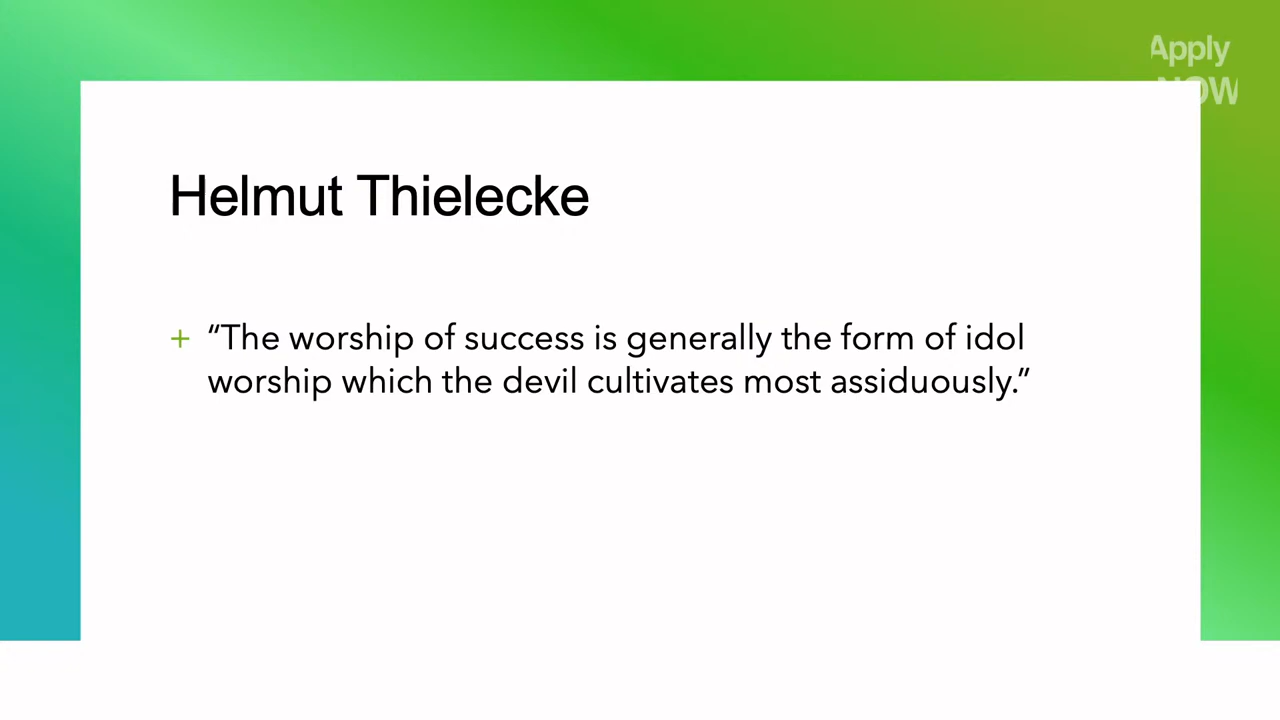 Apply
NOW
Helmut Thielecke
+ “The worship of success is generally the form of idol
worship which the devil cultivates most assiduously.”